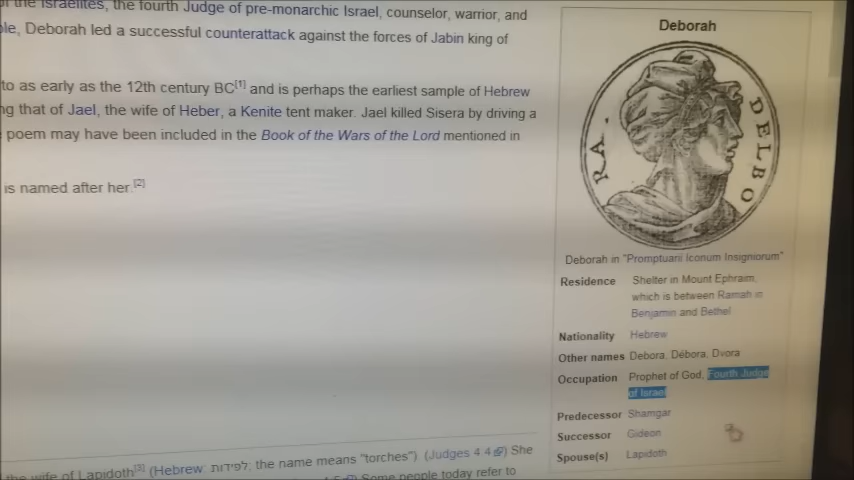 of the Israelites, the fourth Judge of pre-monarchic Israel, counselor, warrior, and
ble, Deborah led a successful counterattack against the forces of Jabin king of
to as early as the 12th century BC[1] and is perhaps the earliest sample of Hebrew
ng that of Jael, the wife of Heber, a Kenite tent maker. Jael killed Sisera by driving a
poem may have been included in the Book of the Wars of the Lord mentioned in
is named after her.[2]
the wife of Lapidoth[3] (Hebrew: לפידות, the name means "torches"). (Judges 4:4) She
Some people today refer to
Deborah
DELBO
RA.
Deborah in "Promptuarii Iconum Insigniorum"
Residence Shelter in Mount Ephraim,
which is between Ramah in
Benjamin and Bethel
Nationality Hebrew
Other names Debora, Débora, Dvora
Occupation Prophet of God, Fourth Judge
of Israel
Predecessor Shamgar
Successor Gideon
Spouse(s) Lapidoth